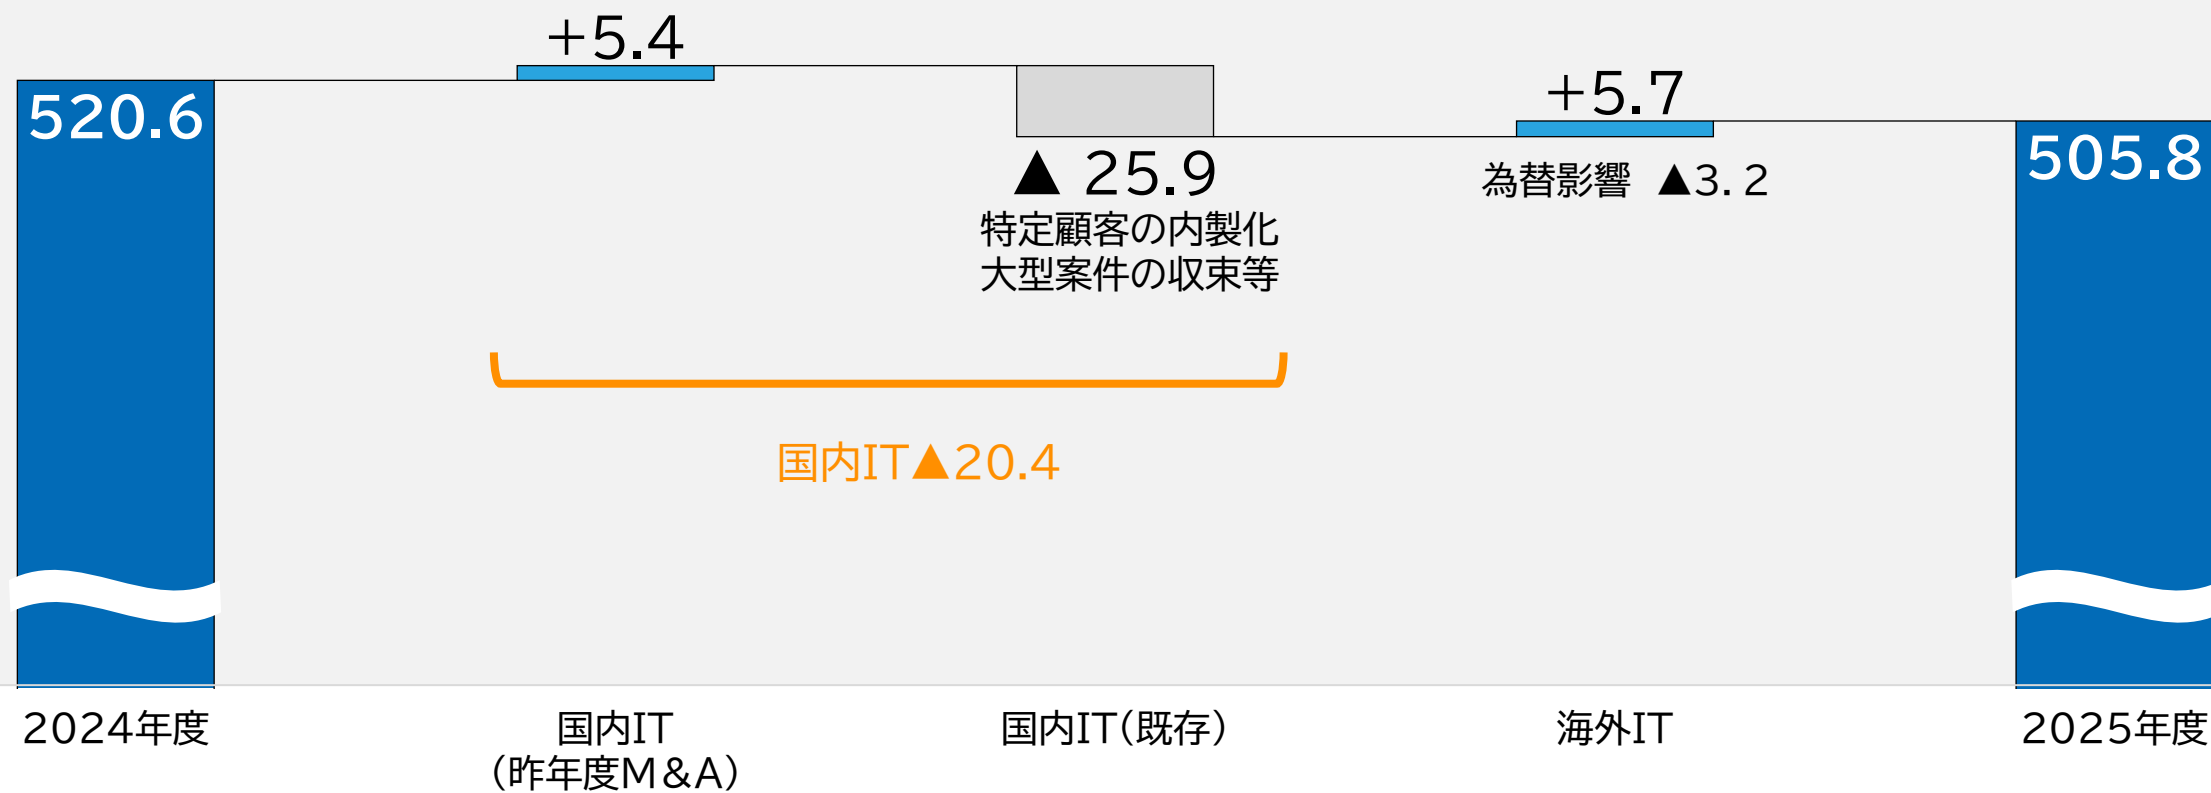 +5.4
520.6
+5.7
505.8
▲ 25.9
特定顧客の内製化
大型案件の収束等
為替影響 ▲3.2
国内IT▲20.4
2024年度
国内IT
(昨年度M&A)
国内IT(既存)
海外IT
2025年度